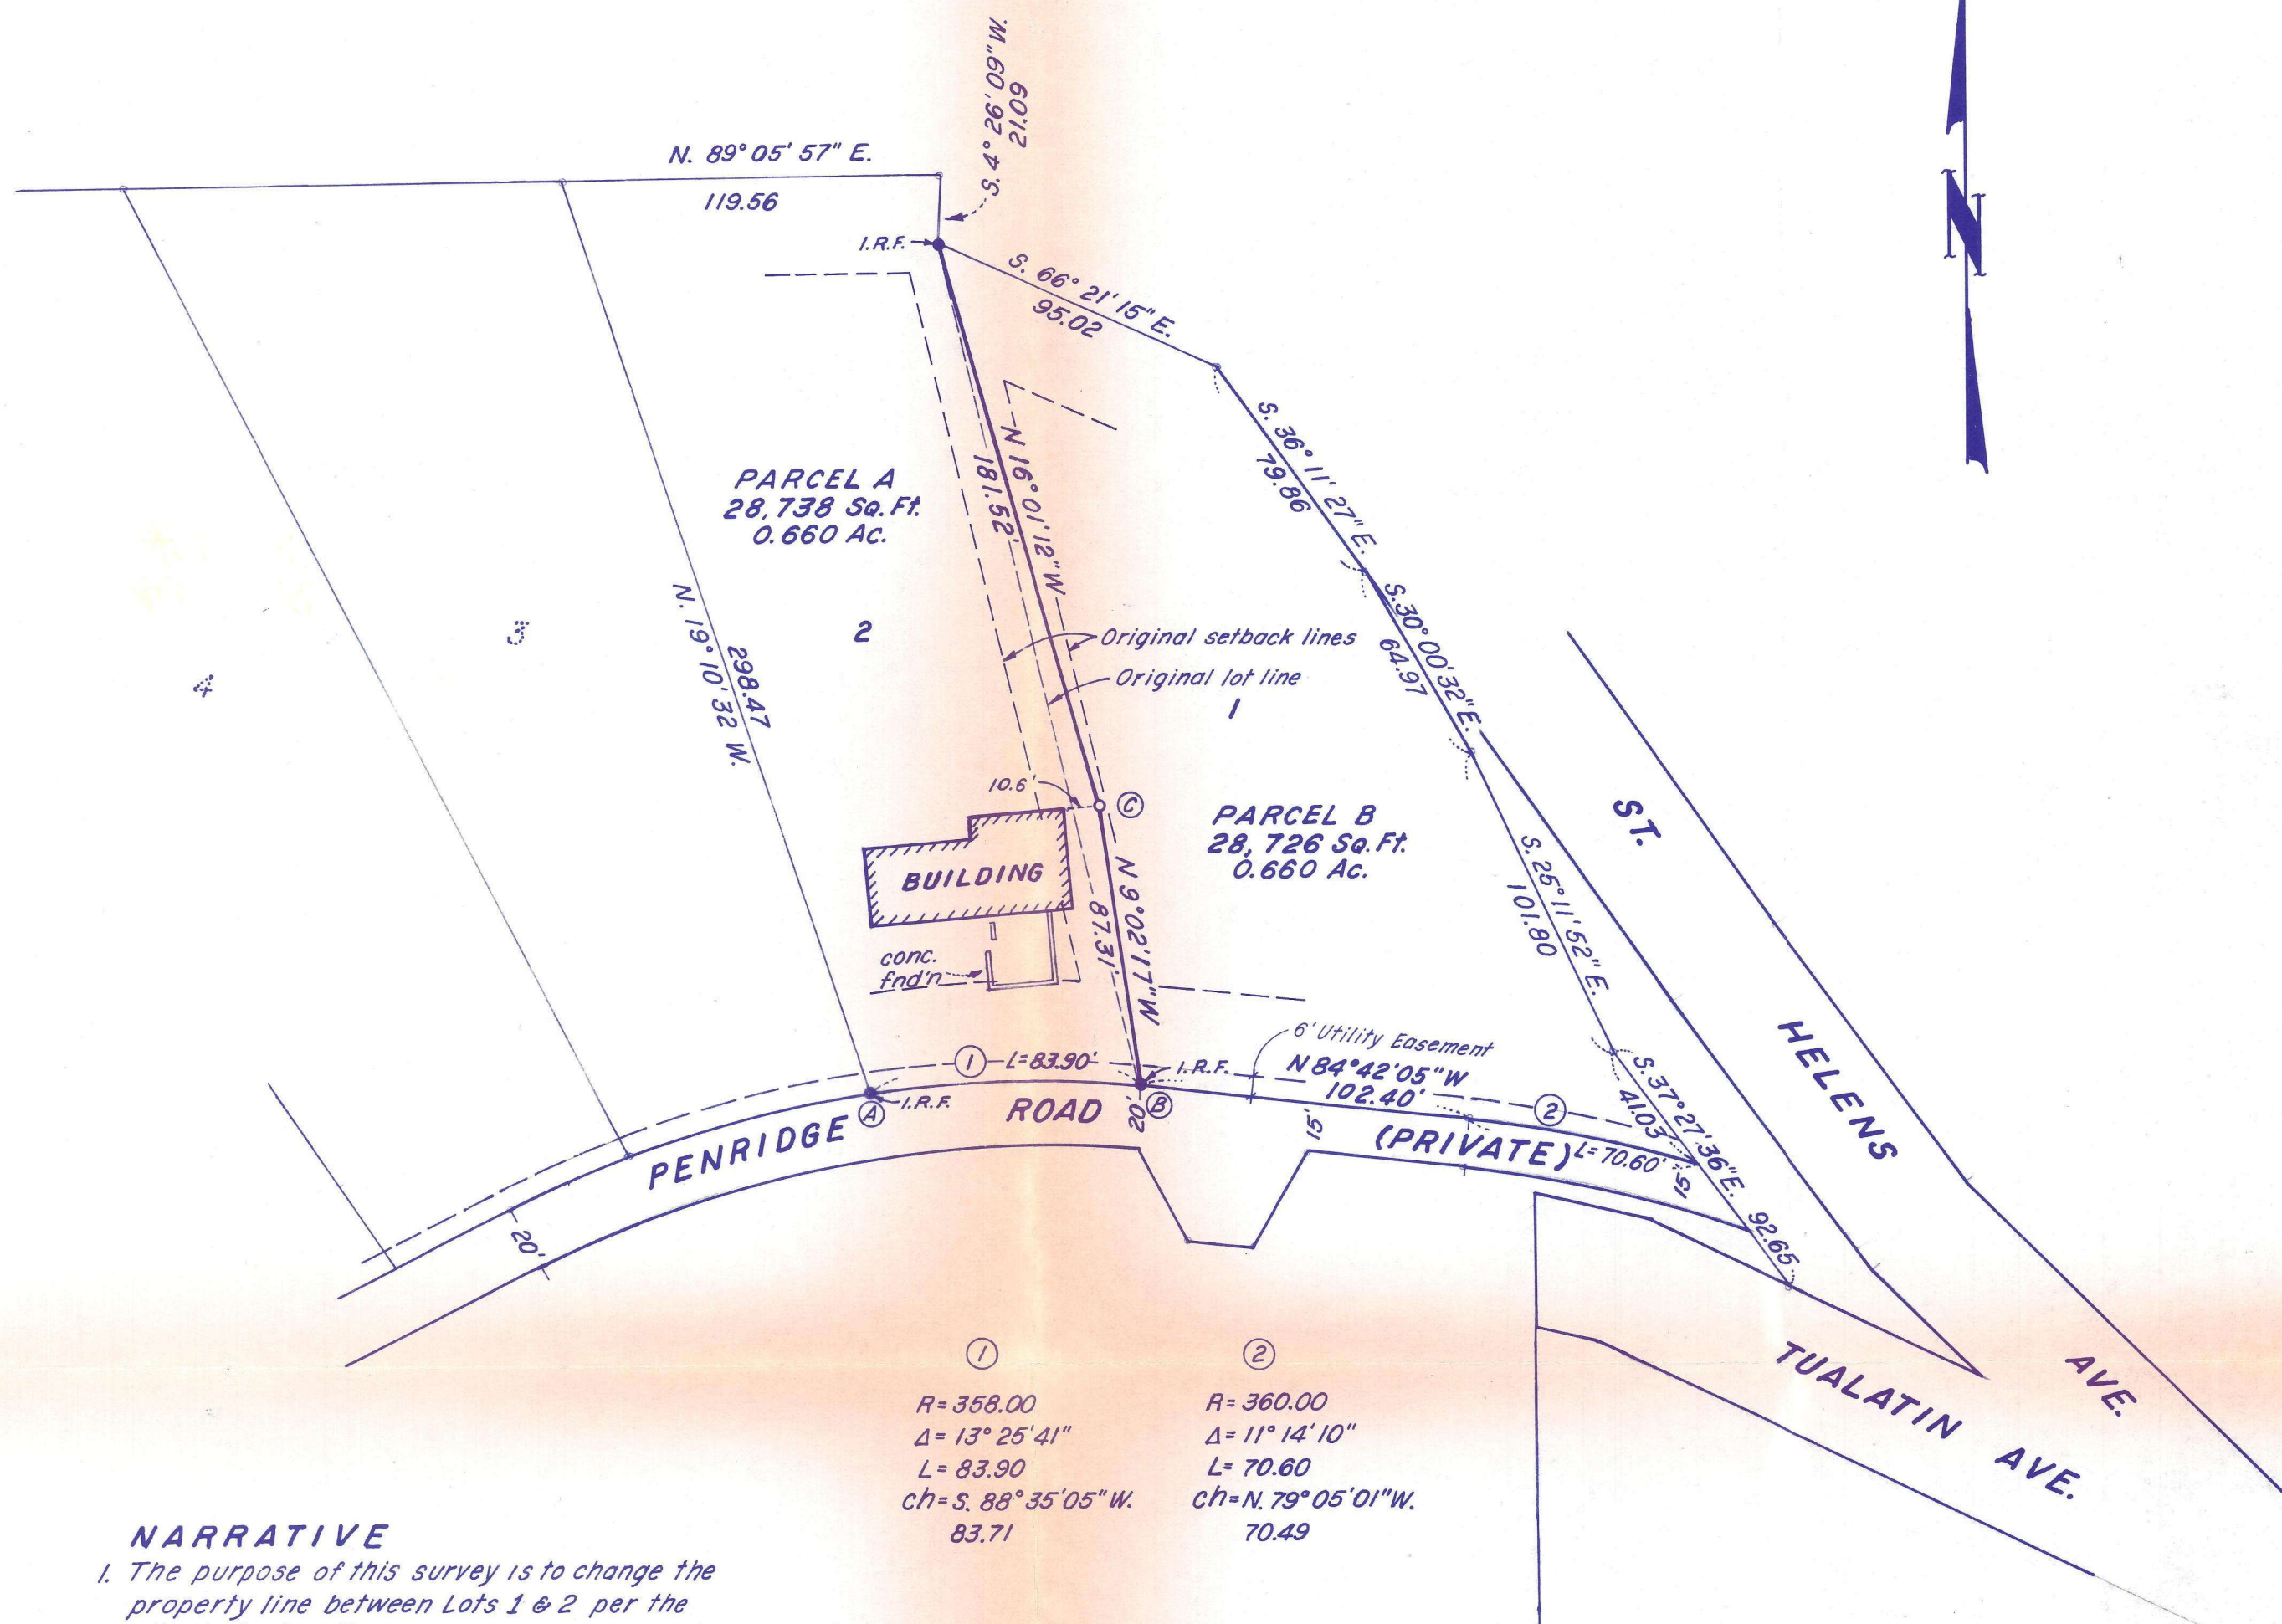 S. 4° 26' 09" W.
21.09
N. 89° 05' 57" E.
119.56
I.R.F.
S. 66° 21' 15" E.
95.02
N
S. 36° 11' 27" E.
79.86
PARCEL A
28,738 Sq. Ft.
0.660 Ac.
N 16° 01' 12" W
181.52'
S. 30° 00' 32" E.
64.97
4
3
2
N. 19° 10' 32 W.
298.47
Original setback lines
Original lot line
1
10.6'
C
PARCEL B
28,726 Sq. Ft.
0.660 Ac.
BUILDING
conc.
fnd'n
N 9° 02' 17" W
87.31'
S. 25° 11' 52" E.
101.80
ST.
HELENS
AVE.
6' Utility Easement
1
L=83.90'
I.R.F.
N 84° 42' 05" W
102.40'
2
S. 37° 27' 36" E.
41.03
92.65
A
I.R.F.
B
20'
15'
PENRIDGE
ROAD
(PRIVATE)
L=70.60'
15'
20'
TUALATIN
AVE.
1
R=358.00
Δ= 13° 25' 41"
L= 83.90
ch= S. 88° 35' 05" W.
83.71
2
R= 360.00
Δ= 11° 14' 10"
L= 70.60
ch= N. 79° 05' 01" W.
70.49
NARRATIVE
1. The purpose of this survey is to change the
property line between Lots 1 & 2 per the